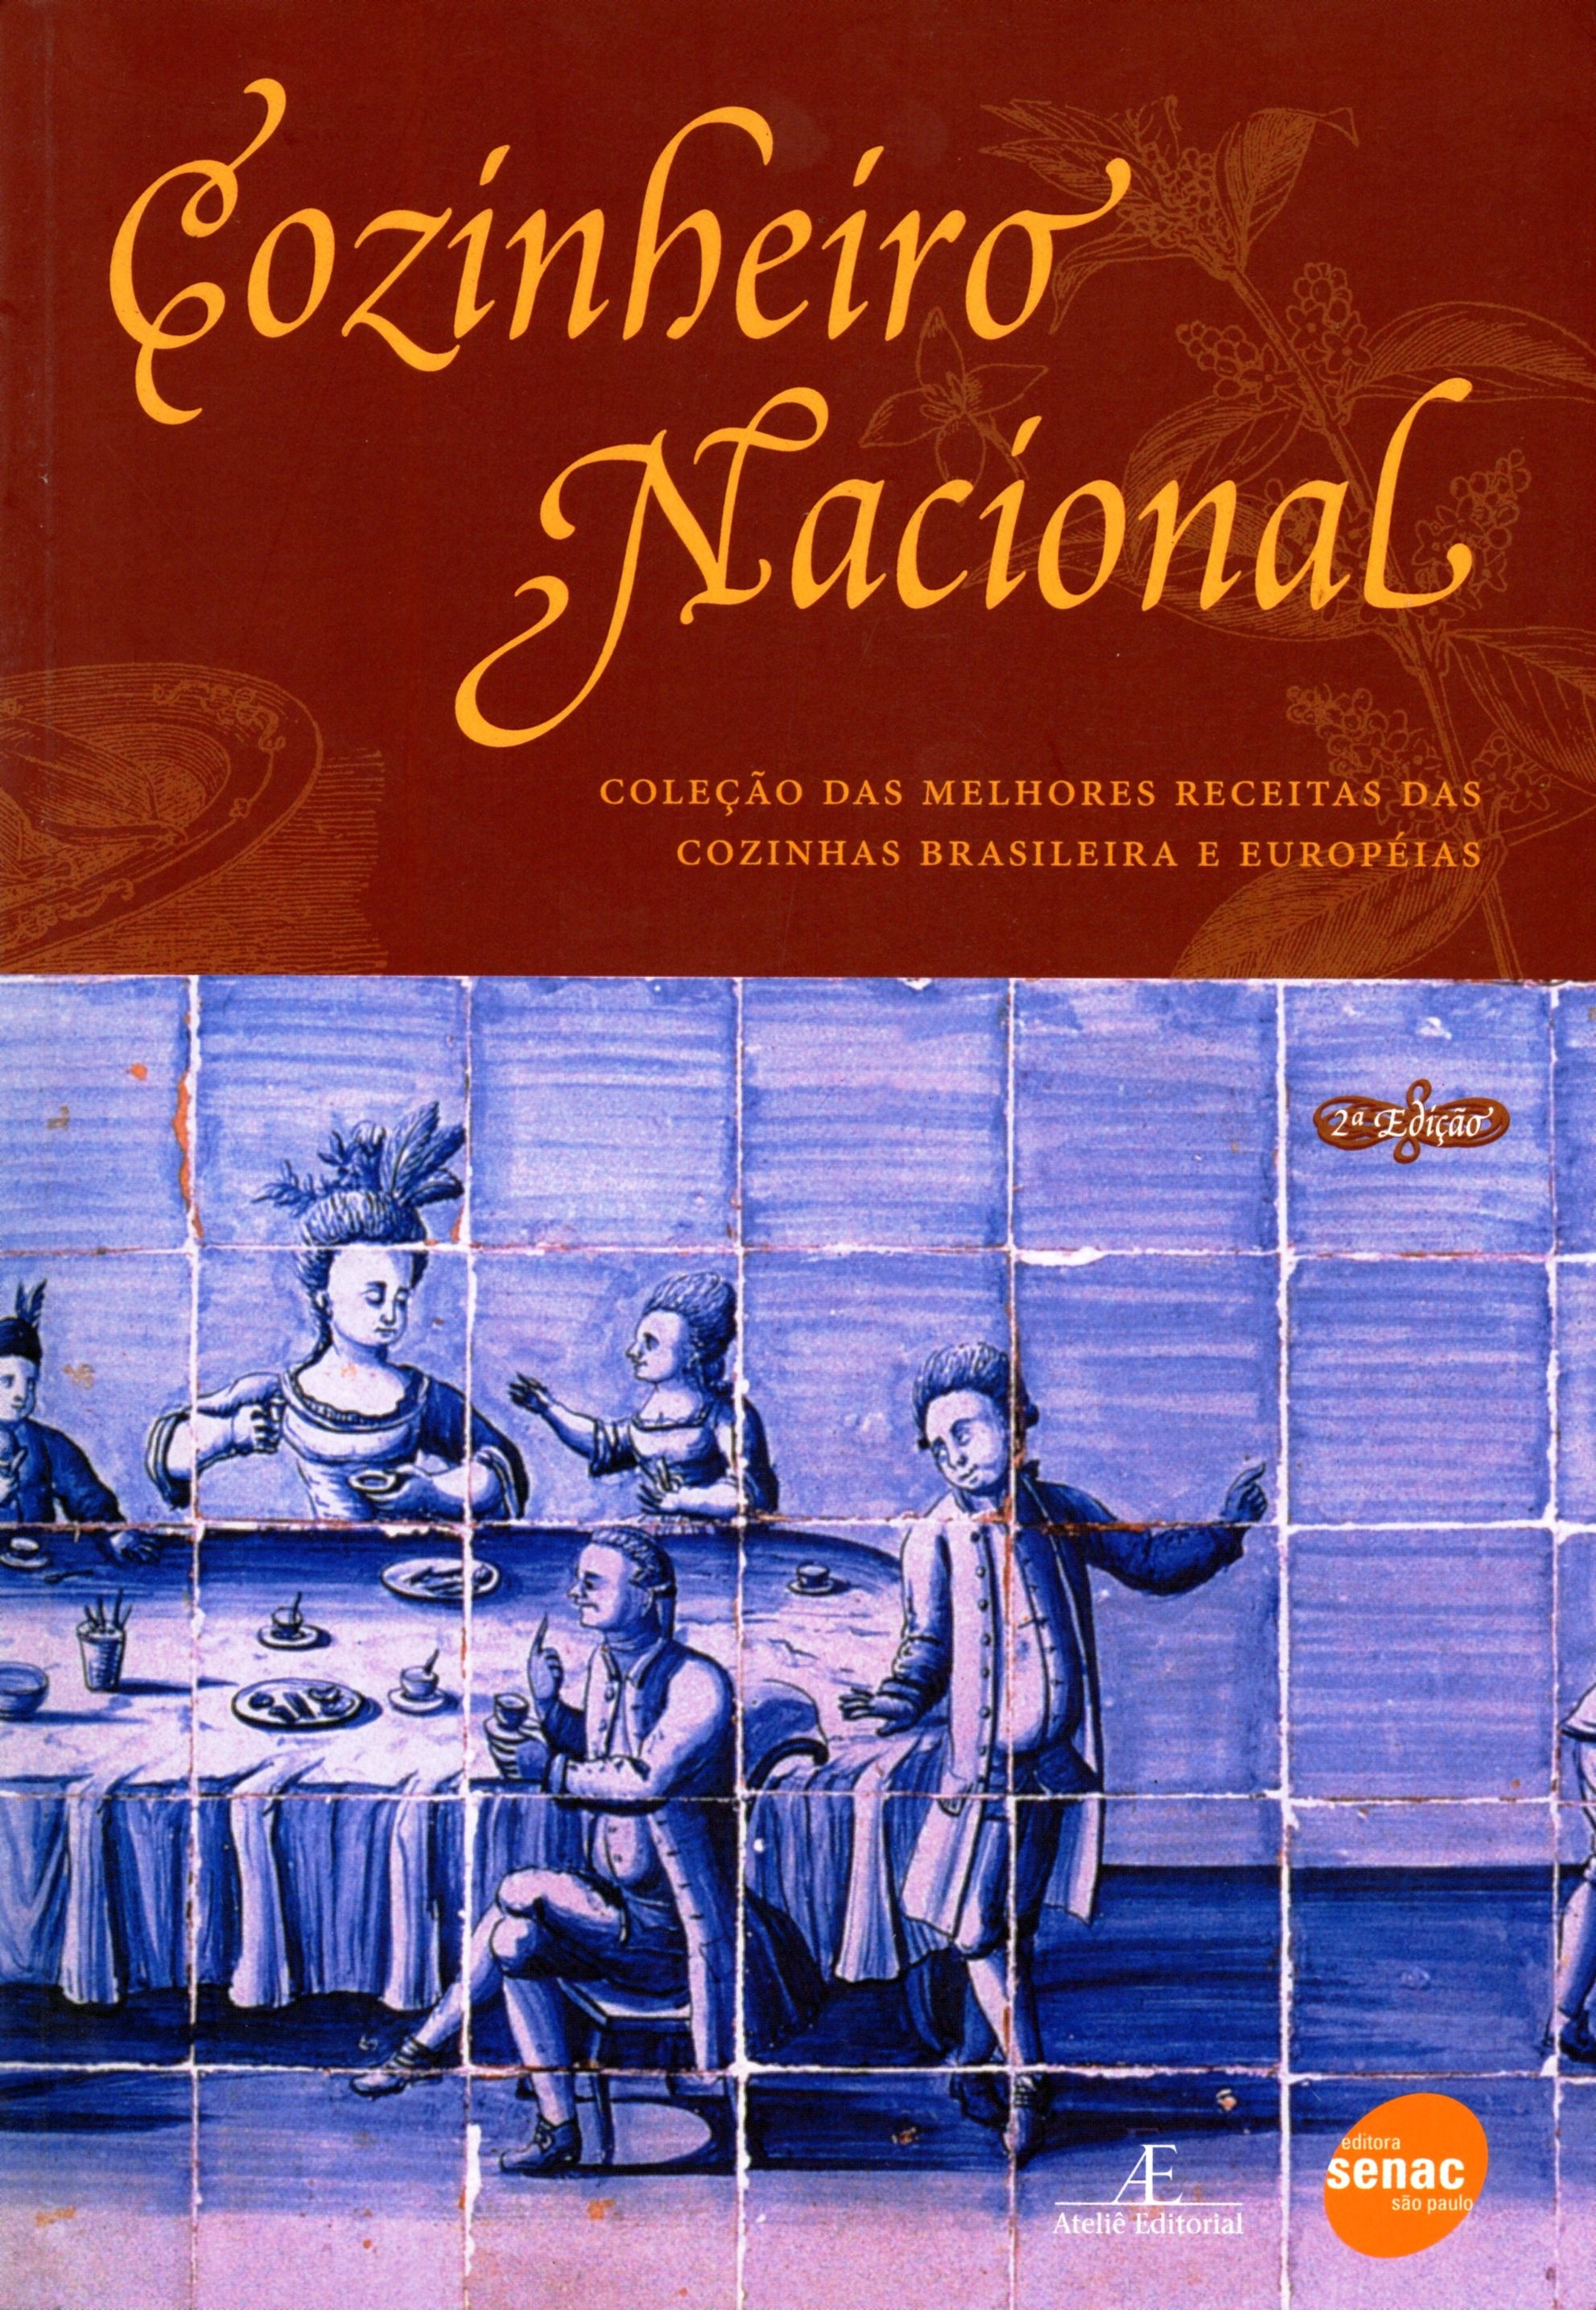 Cozinheiro
Nacional
COLEÇÃO DAS MELHORES RECEITAS DAS
COZINHAS BRASILEIRA E EUROPÉIAS
2ª Edição
Æ
Ateliê Editorial
editora
senac
são paulo